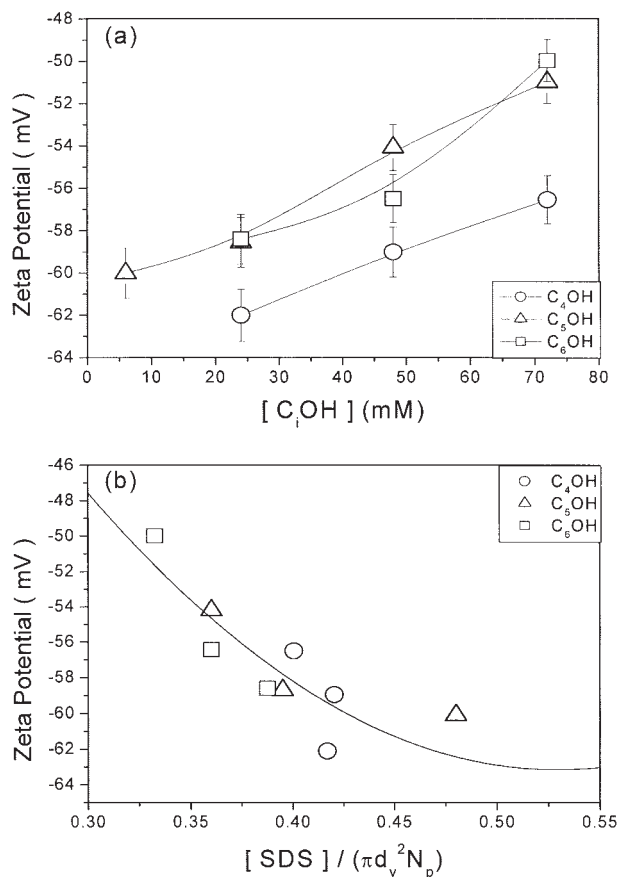 (a)
Zeta Potential ( mV )
-48
-50
-52
-54
-56
-58
-60
-62
-64
0 10 20 30 40 50 60 70 80
[ CᵢOH ] (mM)
C₄OH
C₅OH
C₆OH
(b)
Zeta Potential ( mV )
-46
-48
-50
-52
-54
-56
-58
-60
-62
-64
0.30 0.35 0.40 0.45 0.50 0.55
[ SDS ] / (πdᵥ²Nₚ)
C₄OH
C₅OH
C₆OH